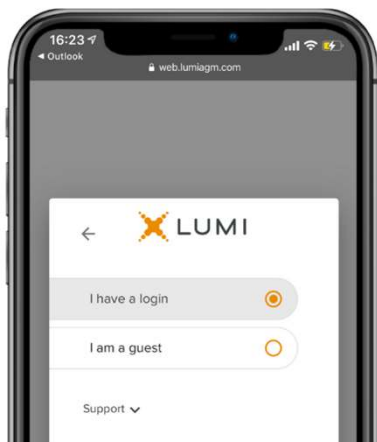 16:23
Outlook
web.lumiagm.com
LUMI
I have a login
I am a guest
Support